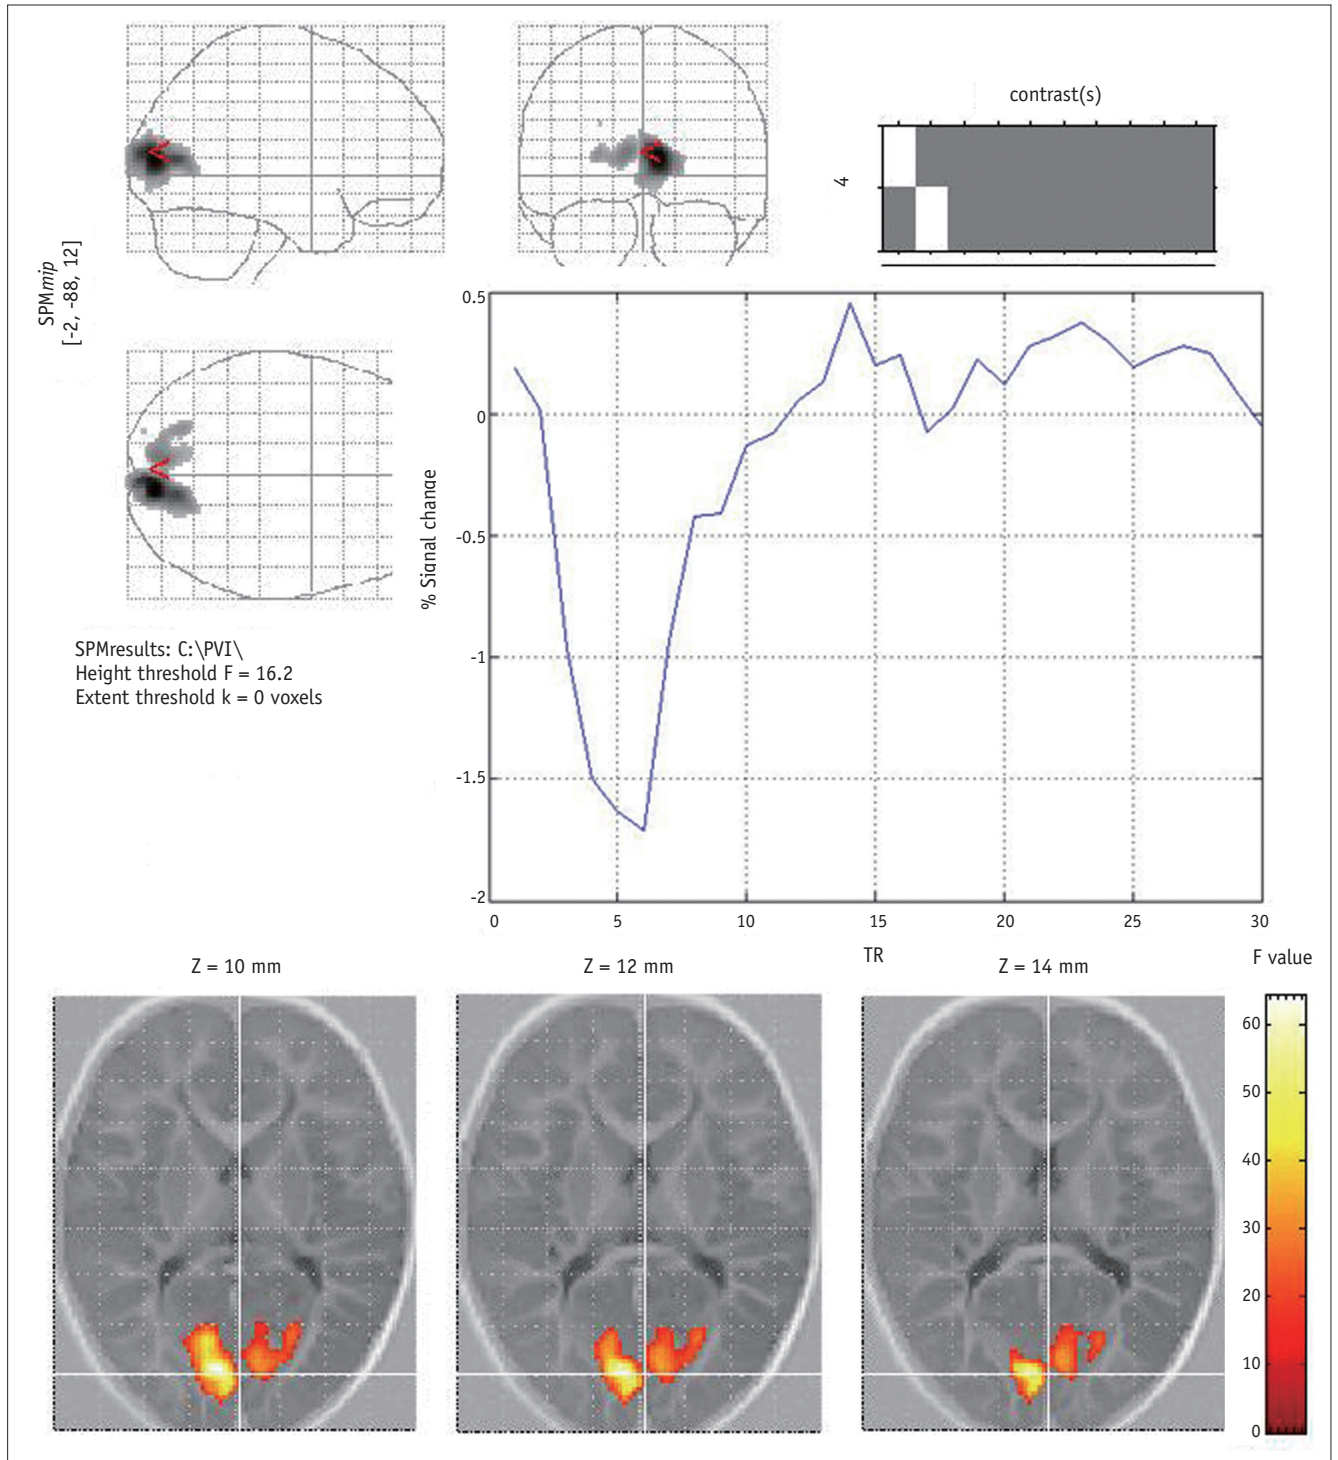 contrast(s)
4
SPMmip
[-2, -88, 12]
SPMresults: C:\PVI\
Height threshold F = 16.2
Extent threshold k = 0 voxels
% Signal change
0.5
0
-0.5
-1
-1.5
-2
0 5 10 15 20 25 30
TR
Z = 10 mm Z = 12 mm Z = 14 mm
F value
60
50
40
30
20
10
0